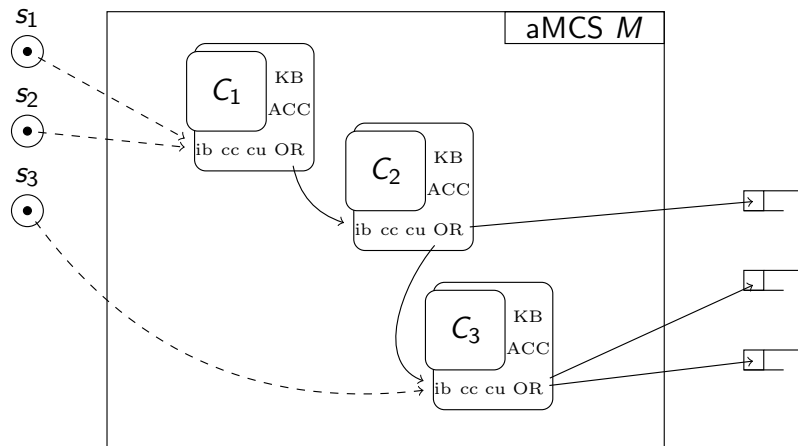 s1
aMCS M
C1
KB
ACC
s2
ib cc cu OR
C2
KB
ACC
s3
ib cc cu OR
C3
KB
ACC
ib cc cu OR